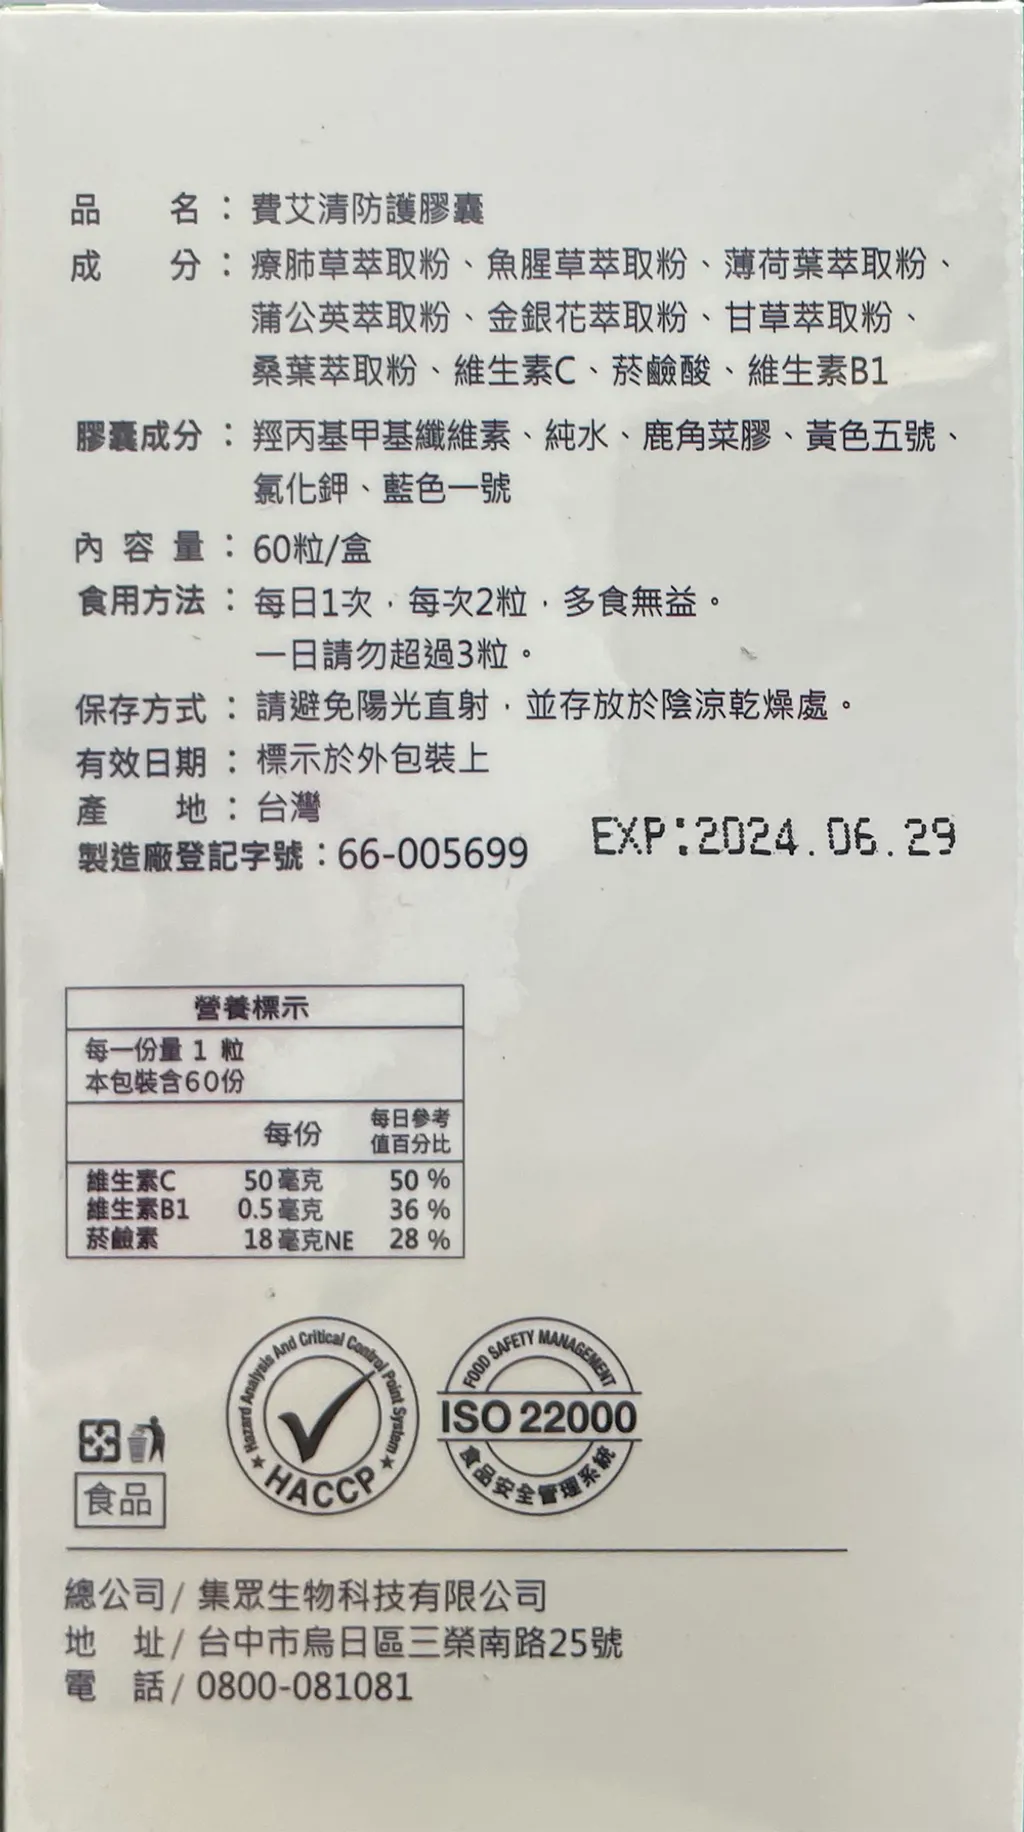 品　　名：費艾清防護膠囊
成　　分：療肺草萃取粉、魚腥草萃取粉、薄荷葉萃取粉、
蒲公英萃取粉、金銀花萃取粉、甘草萃取粉、
桑葉萃取粉、維生素C、菸鹼酸、維生素B1
膠囊成分：羥丙基甲基纖維素、純水、鹿角菜膠、黃色五號、
氯化鉀、藍色一號
內 容 量：60粒/盒
食用方法：每日1次，每次2粒，多食無益。
一日請勿超過3粒。
保存方式：請避免陽光直射，並存放於陰涼乾燥處。
有效日期：標示於外包裝上
產　　地：台灣
製造廠登記字號：66-005699
EXP:2024.06.29
營養標示
每一份量 1 粒
本包裝含60份
每份 每日參考值百分比
維生素C 50毫克 50 %
維生素B1 0.5毫克 36 %
菸鹼素 18毫克NE 28 %
Hazard Analysis And Critical Control Point System
HACCP
FOOD SAFETY MANAGEMENT
ISO 22000
食品安全管理系統
食品
總公司/ 集眾生物科技有限公司
地　址/ 台中市烏日區三榮南路25號
電　話/ 0800-081081